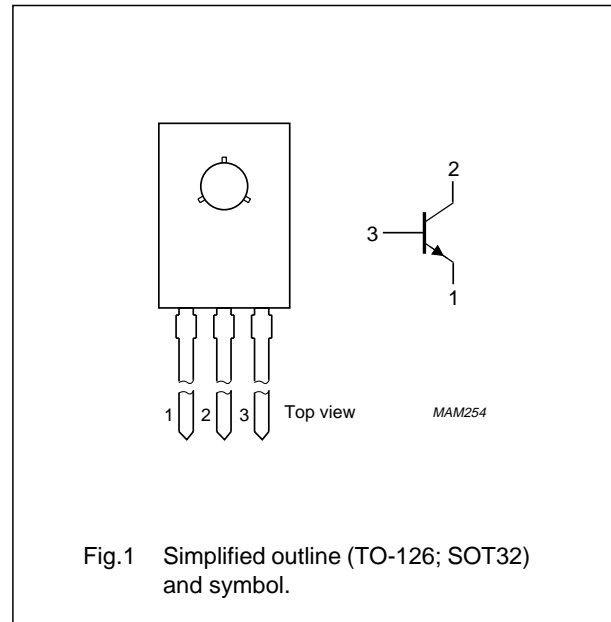 2
3
1
1 2 3 Top view MAM254
Fig.1 Simplified outline (TO-126; SOT32)
and symbol.